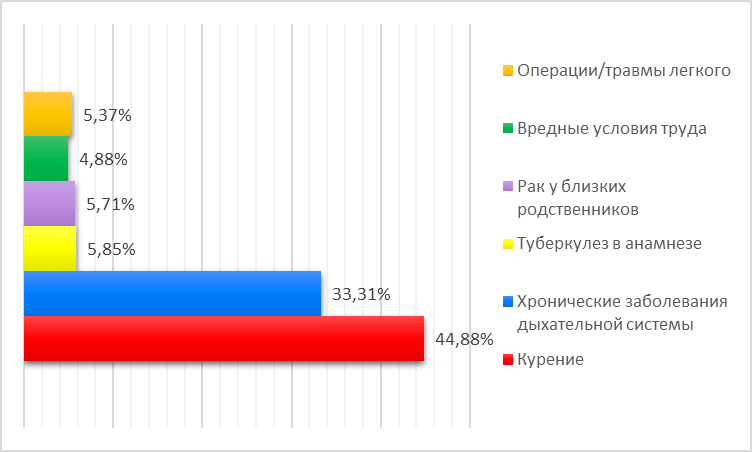 5,37%
4,88%
5,71%
5,85%
33,31%
44,88%
Операции/травмы легкого
Вредные условия труда
Рак у близких
родственников
Туберкулез в анамнезе
Хронические заболевания
дыхательной системы
Курение